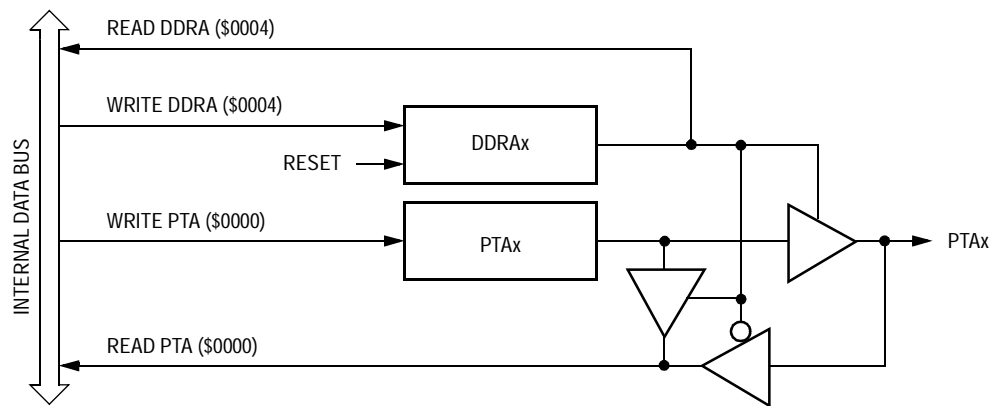 READ DDRA ($0004)
WRITE DDRA ($0004)
DDRAx
RESET
INTERNAL DATA BUS
WRITE PTA ($0000)
PTAx
PTAx
READ PTA ($0000)